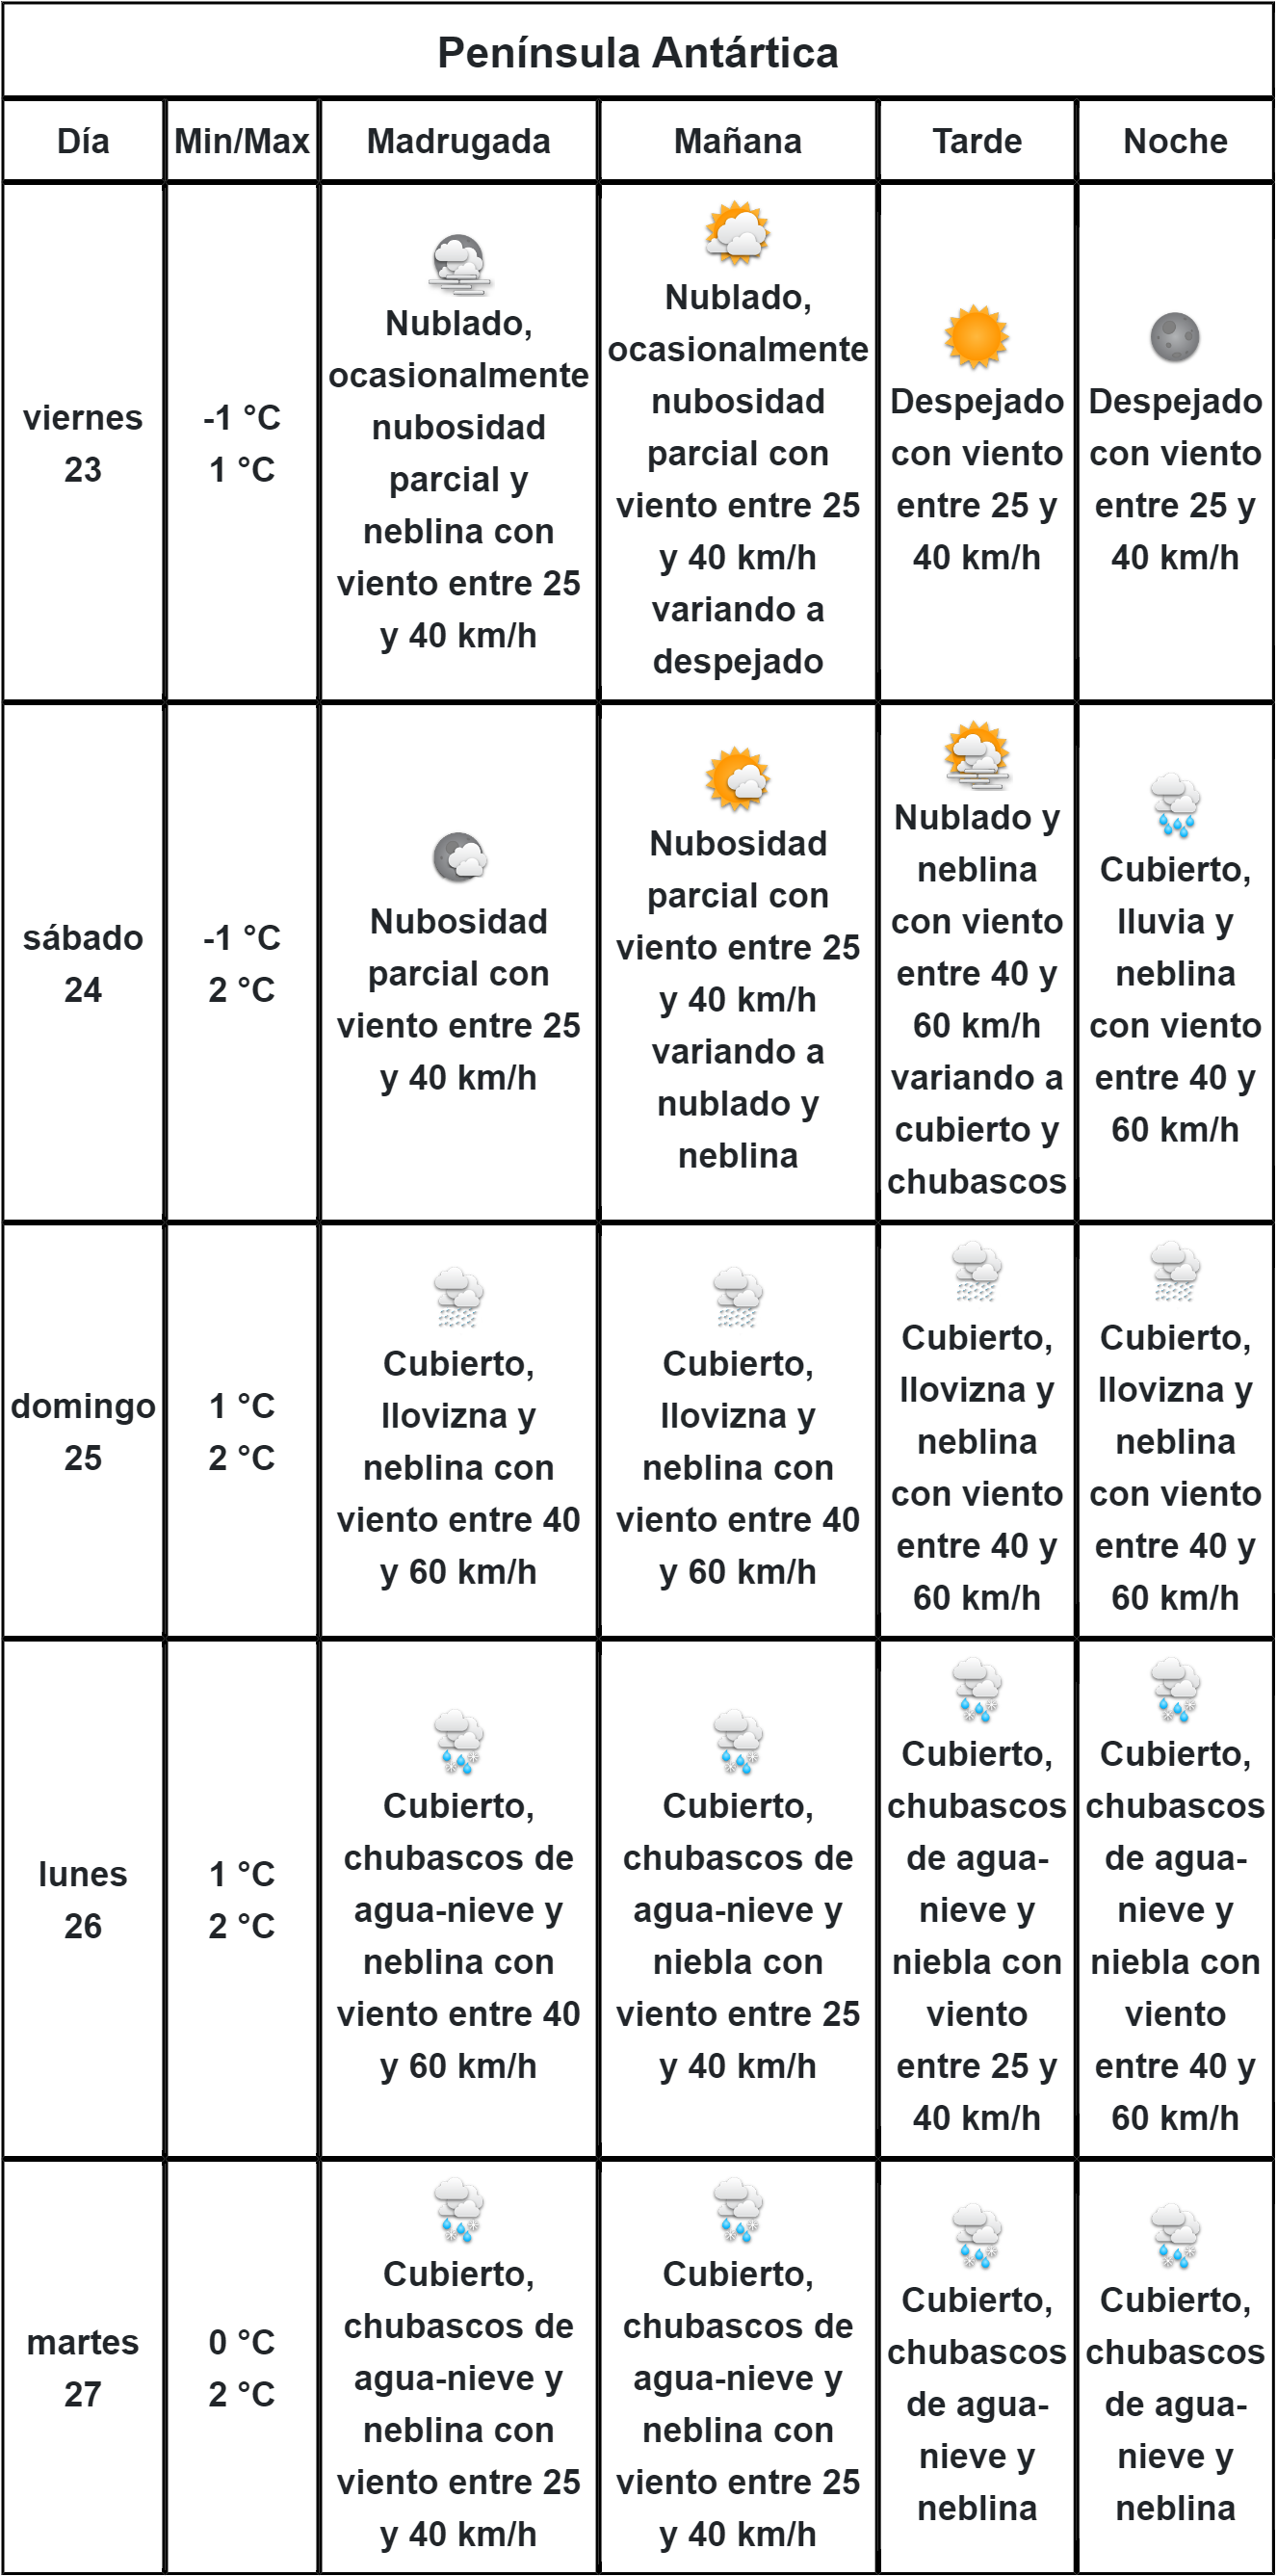 Península Antártica
Día
Min/Max
Madrugada
Mañana
Tarde
Noche
viernes
23
-1 °C
1 °C
Nublado,
ocasionalmente
nubosidad
parcial y
neblina con
viento entre 25
y 40 km/h
Nublado,
ocasionalmente
nubosidad
parcial con
viento entre 25
y 40 km/h
variando a
despejado
Despejado
con viento
entre 25 y
40 km/h
Despejado
con viento
entre 25 y
40 km/h
sábado
24
-1 °C
2 °C
Nubosidad
parcial con
viento entre 25
y 40 km/h
Nubosidad
parcial con
viento entre 25
y 40 km/h
variando a
nublado y
neblina
Nublado y
neblina
con viento
entre 40 y
60 km/h
variando a
cubierto y
chubascos
Cubierto,
lluvia y
neblina
con viento
entre 40 y
60 km/h
domingo
25
1 °C
2 °C
Cubierto,
llovizna y
neblina con
viento entre 40
y 60 km/h
Cubierto,
llovizna y
neblina con
viento entre 40
y 60 km/h
Cubierto,
llovizna y
neblina
con viento
entre 40 y
60 km/h
Cubierto,
llovizna y
neblina
con viento
entre 40 y
60 km/h
lunes
26
1 °C
2 °C
Cubierto,
chubascos de
agua-nieve y
neblina con
viento entre 40
y 60 km/h
Cubierto,
chubascos de
agua-nieve y
niebla con
viento entre 25
y 40 km/h
Cubierto,
chubascos
de agua-
nieve y
niebla con
viento
entre 25 y
40 km/h
Cubierto,
chubascos
de agua-
nieve y
niebla con
viento
entre 40 y
60 km/h
martes
27
0 °C
2 °C
Cubierto,
chubascos de
agua-nieve y
neblina con
viento entre 25
y 40 km/h
Cubierto,
chubascos de
agua-nieve y
neblina con
viento entre 25
y 40 km/h
Cubierto,
chubascos
de agua-
nieve y
neblina
Cubierto,
chubascos
de agua-
nieve y
neblina